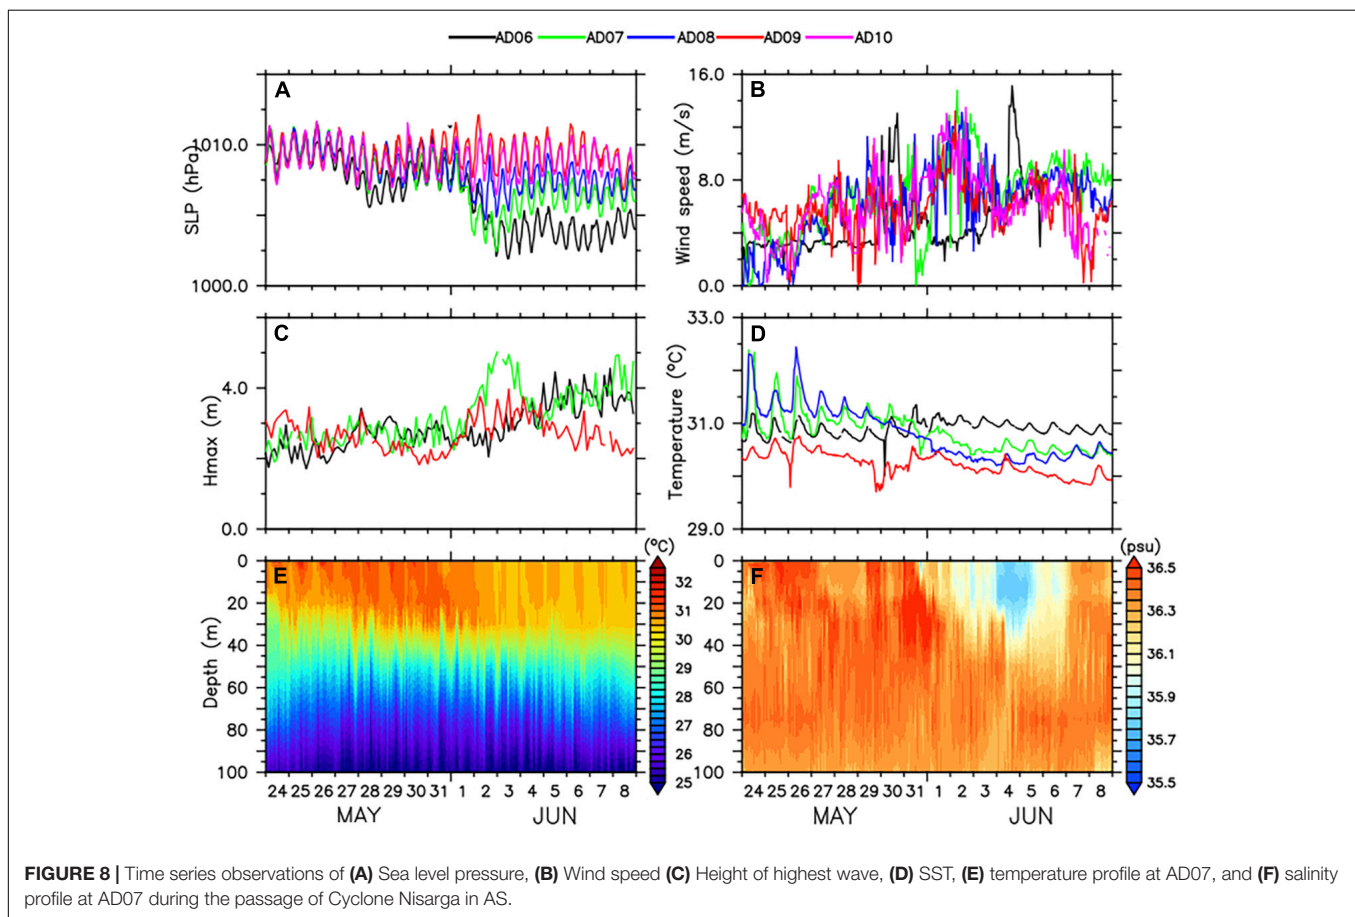 AD06 AD07 AD08 AD09 AD10
A
1010.0
1000.0
SLP (hPa)
B
16.0
8.0
0.0
Wind speed (m/s)
C
4.0
0.0
Hmax (m)
D
33.0
31.0
29.0
Temperature (°C)
E
0
20
40
60
80
100
Depth (m)
24 25 26 27 28 29 30 31 1 2 3 4 5 6 7 8
MAY JUN
(°C)
32
31
30
29
28
27
26
25
F
0
20
40
60
80
100
24 25 26 27 28 29 30 31 1 2 3 4 5 6 7 8
MAY JUN
(psu)
36.5
36.3
36.1
35.9
35.7
35.5
FIGURE 8 | Time series observations of (A) Sea level pressure, (B) Wind speed (C) Height of highest wave, (D) SST, (E) temperature profile at AD07, and (F) salinity
profile at AD07 during the passage of Cyclone Nisarga in AS.